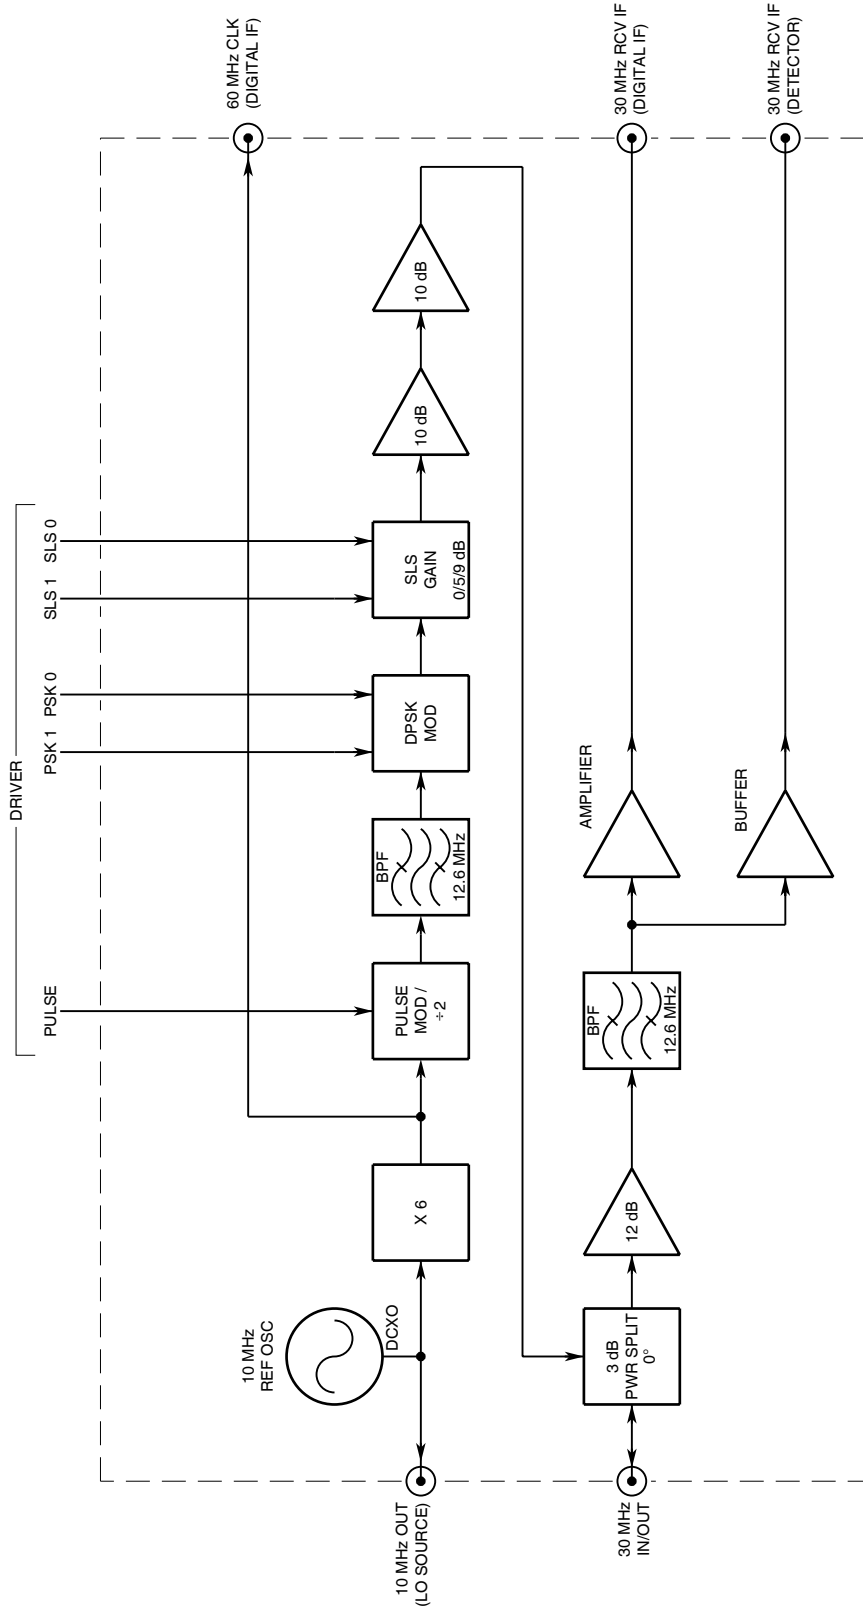 DRIVER
PULSE
PSK 1
PSK 0
SLS 1
SLS 0
60 MHz CLK
(DIGITAL IF)
10 MHz
REF OSC
DCXO
10 MHz OUT
(LO SOURCE)
X 6
PULSE
MOD /
÷2
BPF
12.6 MHz
DPSK
MOD
SLS
GAIN
0/5/9 dB
10 dB
10 dB
30 MHz
IN/OUT
3 dB
PWR SPLIT
0°
12 dB
BPF
12.6 MHz
AMPLIFIER
30 MHz RCV IF
(DIGITAL IF)
BUFFER
30 MHz RCV IF
(DETECTOR)